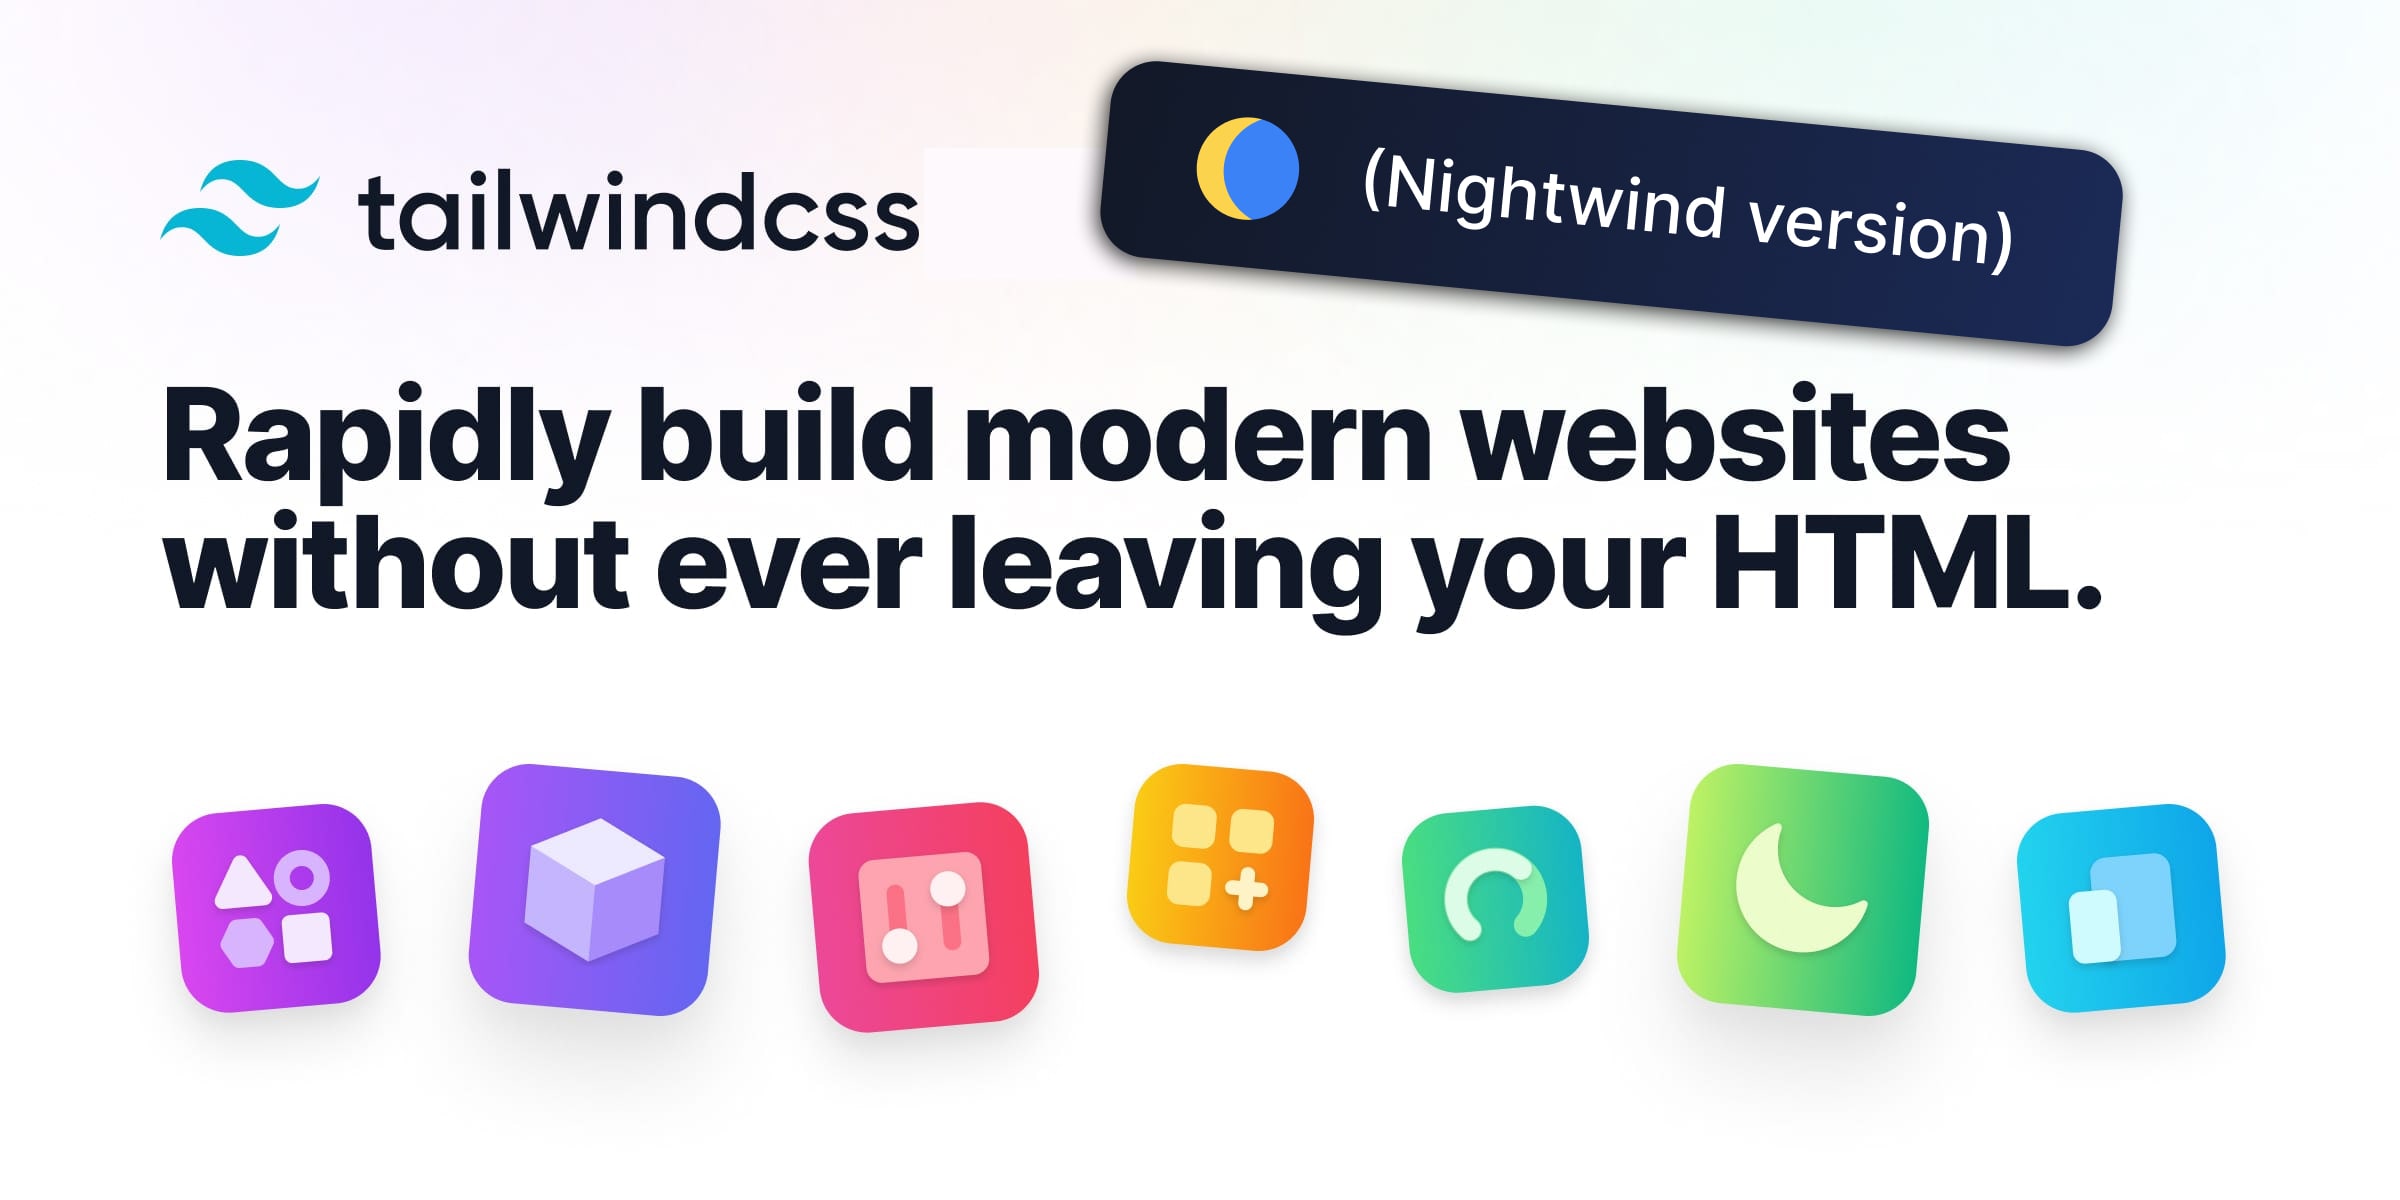 tailwindcss
(Nightwind version)
Rapidly build modern websites
without ever leaving your HTML.